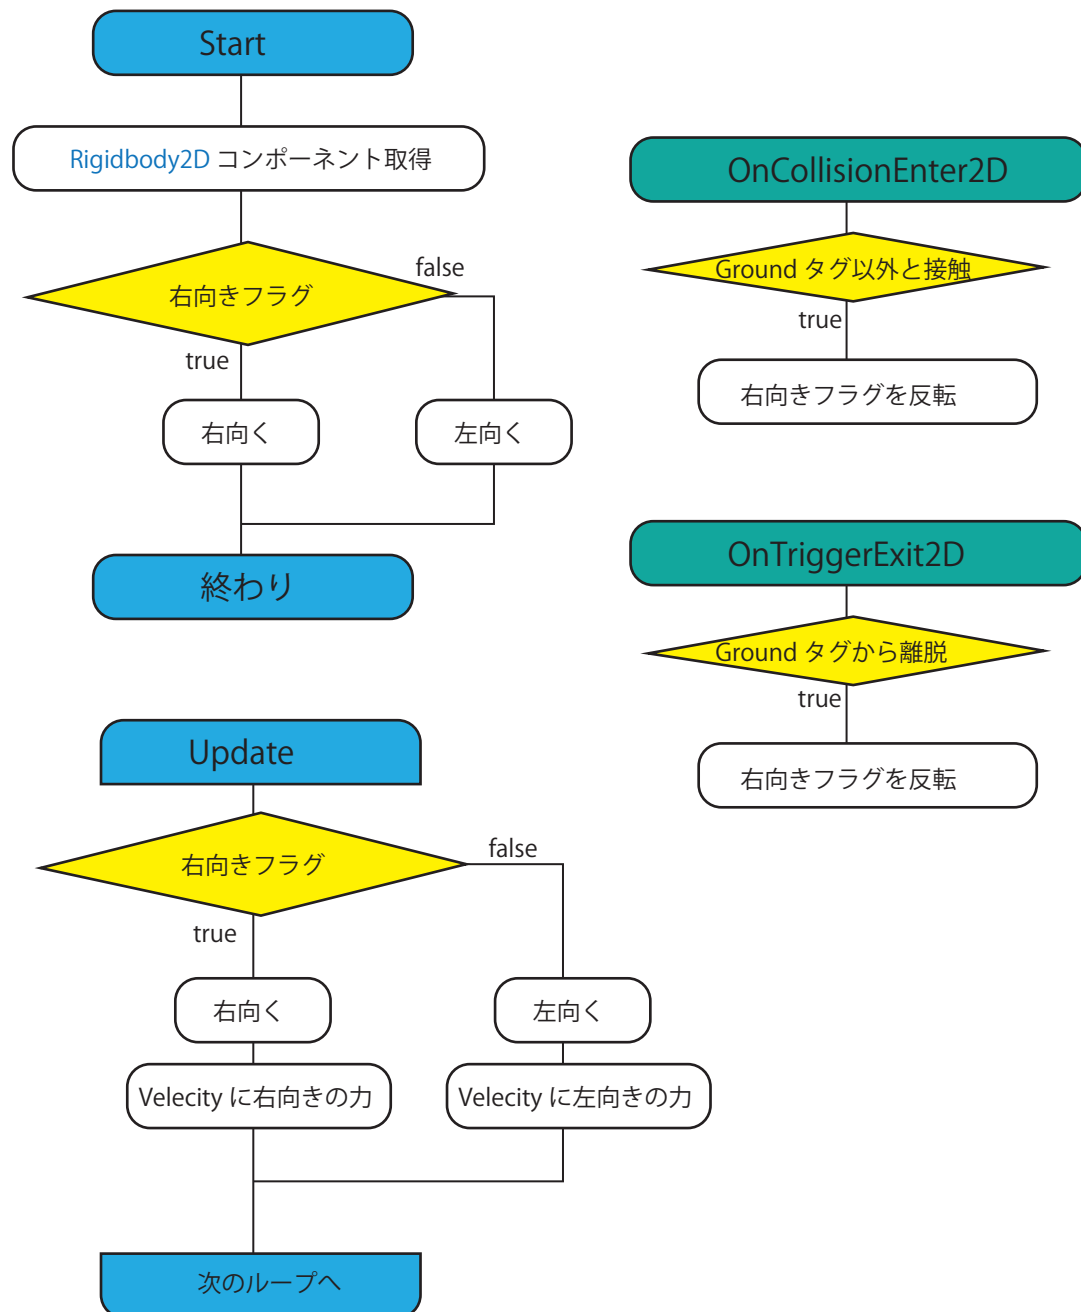 Start
Rigidbody2D コンポーネント取得
右向きフラグ
false
true
右向く
左向く
終わり
OnCollisionEnter2D
Ground タグ以外と接触
true
右向きフラグを反転
OnTriggerExit2D
Ground タグから離脱
true
右向きフラグを反転
Update
右向きフラグ
false
true
右向く
左向く
Velecity に右向きの力
Velecity に左向きの力
次のループへ